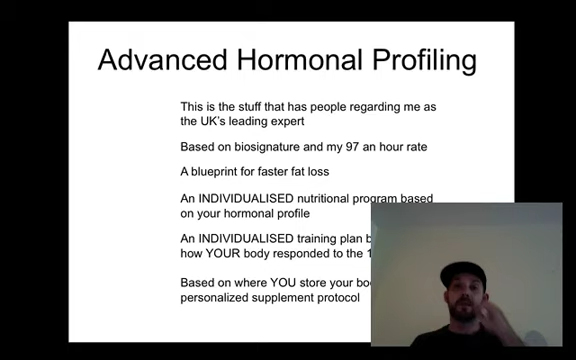 Advanced Hormonal Profiling
This is the stuff that has people regarding me as
the UK's leading expert
Based on biosignature and my 97 an hour rate
A blueprint for faster fat loss
An INDIVIDUALISED nutritional program based
on your hormonal profile
An INDIVIDUALISED training plan
how YOUR body responded to the
Based on where YOU store your
personalized supplement protocol